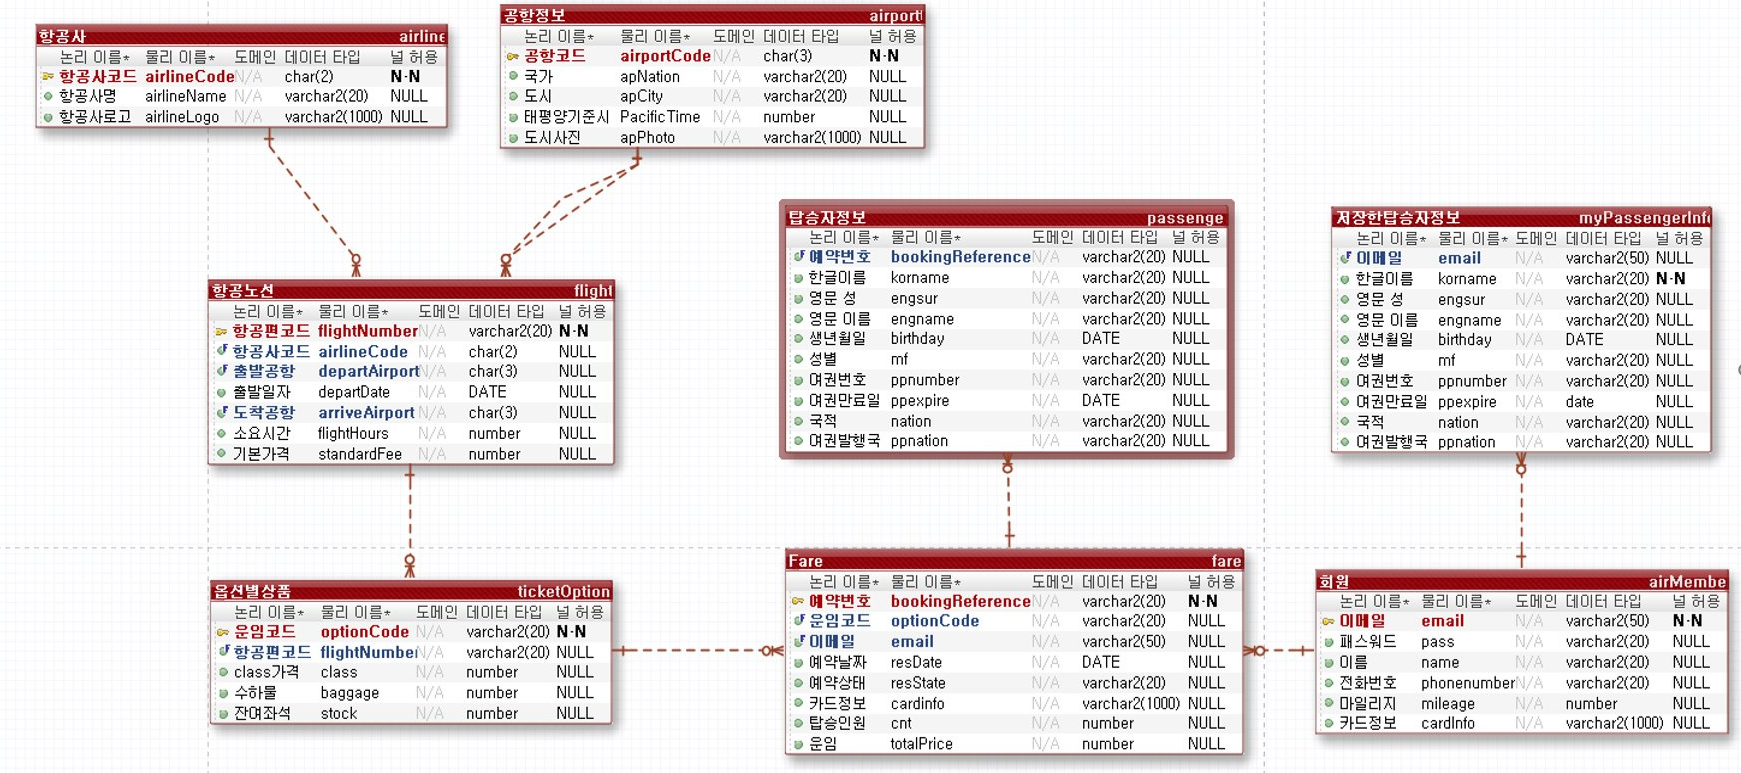 항공사 airline
논리 이름* 물리 이름* 도메인 데이터 타입 널 허용
항공사코드 airlineCode N/A char(2) N·N
항공사명 airlineName N/A varchar2(20) NULL
항공사로고 airlineLogo N/A varchar2(1000) NULL
공항정보 airport
논리 이름* 물리 이름* 도메인 데이터 타입 널 허용
공항코드 airportCode N/A char(3) N·N
국가 apNation N/A varchar2(20) NULL
도시 apCity N/A varchar2(20) NULL
태평양기준시 PacificTime N/A number NULL
도시사진 apPhoto N/A varchar2(1000) NULL
탑승자정보 passenge
논리 이름* 물리 이름* 도메인 데이터 타입 널 허용
예약번호 bookingReference N/A varchar2(20) NULL
한글이름 korname N/A varchar2(20) NULL
영문 성 engsur N/A varchar2(20) NULL
영문 이름 engname N/A varchar2(20) NULL
생년월일 birthday N/A DATE NULL
성별 mf N/A varchar2(20) NULL
여권번호 ppnumber N/A varchar2(20) NULL
여권만료일 ppexpire N/A DATE NULL
국적 nation N/A varchar2(20) NULL
여권발행국 ppnation N/A varchar2(20) NULL
저장한탑승자정보 myPassengerInfo
논리 이름* 물리 이름* 도메인 데이터 타입 널 허용
이메일 email N/A varchar2(50) NULL
한글이름 korname N/A varchar2(20) N·N
영문 성 engsur N/A varchar2(20) NULL
영문 이름 engname N/A varchar2(20) NULL
생년월일 birthday N/A DATE NULL
성별 mf N/A varchar2(20) NULL
여권번호 ppnumber N/A varchar2(20) NULL
여권만료일 ppexpire N/A date NULL
국적 nation N/A varchar2(20) NULL
여권발행국 ppnation N/A varchar2(20) NULL
항공노선 flight
논리 이름* 물리 이름* 도메인 데이터 타입 널 허용
항공편코드 flightNumber N/A varchar2(20) N·N
항공사코드 airlineCode N/A char(2) NULL
출발공항 departAirport N/A char(3) NULL
출발일자 departDate N/A DATE NULL
도착공항 arriveAirport N/A char(3) NULL
소요시간 flightHours N/A number NULL
기본가격 standardFee N/A number NULL
옵션별상품 ticketOption
논리 이름* 물리 이름* 도메인 데이터 타입 널 허용
운임코드 optionCode N/A varchar2(20) N·N
항공편코드 flightNumber N/A varchar2(20) NULL
class가격 class N/A number NULL
수하물 baggage N/A number NULL
잔여좌석 stock N/A number NULL
Fare fare
논리 이름* 물리 이름* 도메인 데이터 타입 널 허용
예약번호 bookingReference N/A varchar2(20) N·N
운임코드 optionCode N/A varchar2(20) NULL
이메일 email N/A varchar2(50) NULL
예약날짜 resDate N/A DATE NULL
예약상태 resState N/A varchar2(20) NULL
카드정보 cardinfo N/A varchar2(1000) NULL
탑승인원 cnt N/A number NULL
운임 totalPrice N/A number NULL
회원 airMembe
논리 이름* 물리 이름* 도메인 데이터 타입 널 허용
이메일 email N/A varchar2(50) N·N
패스워드 pass N/A varchar2(20) NULL
이름 name N/A varchar2(20) NULL
전화번호 phonenumber N/A varchar2(20) NULL
마일리지 mileage N/A number NULL
카드정보 cardInfo N/A varchar2(1000) NULL